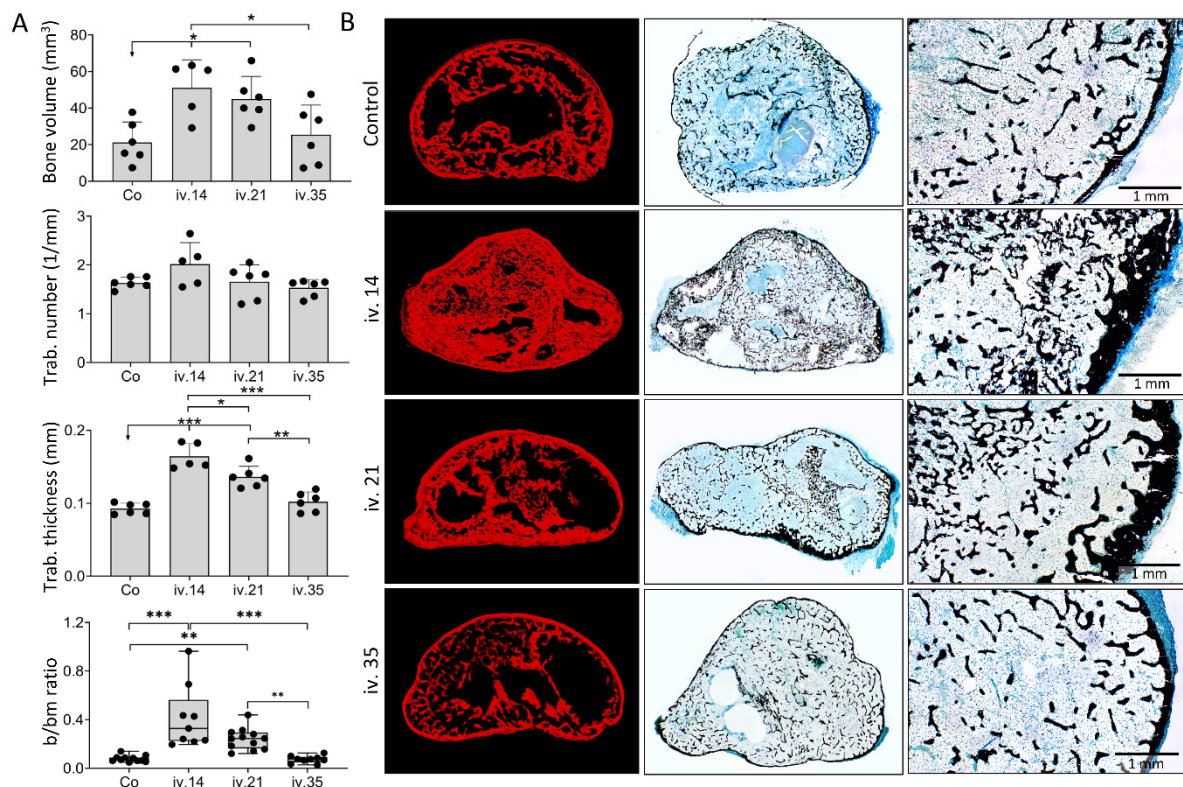 A
B
Bone volume (mm³)
80
60
40
20
0
*
*
Co iv.14 iv.21 iv.35
Trab. number (1/mm)
3
2
1
0
Co iv.14 iv.21 iv.35
Trab. thickness (mm)
0.2
0.1
0.0
***
*
***
**
Co iv.14 iv.21 iv.35
b/bm ratio
1.2
0.8
0.4
0.0
*** ***
**
**
Co iv.14 iv.21 iv.35
Control
1 mm
iv. 14
1 mm
iv. 21
1 mm
iv. 35
1 mm